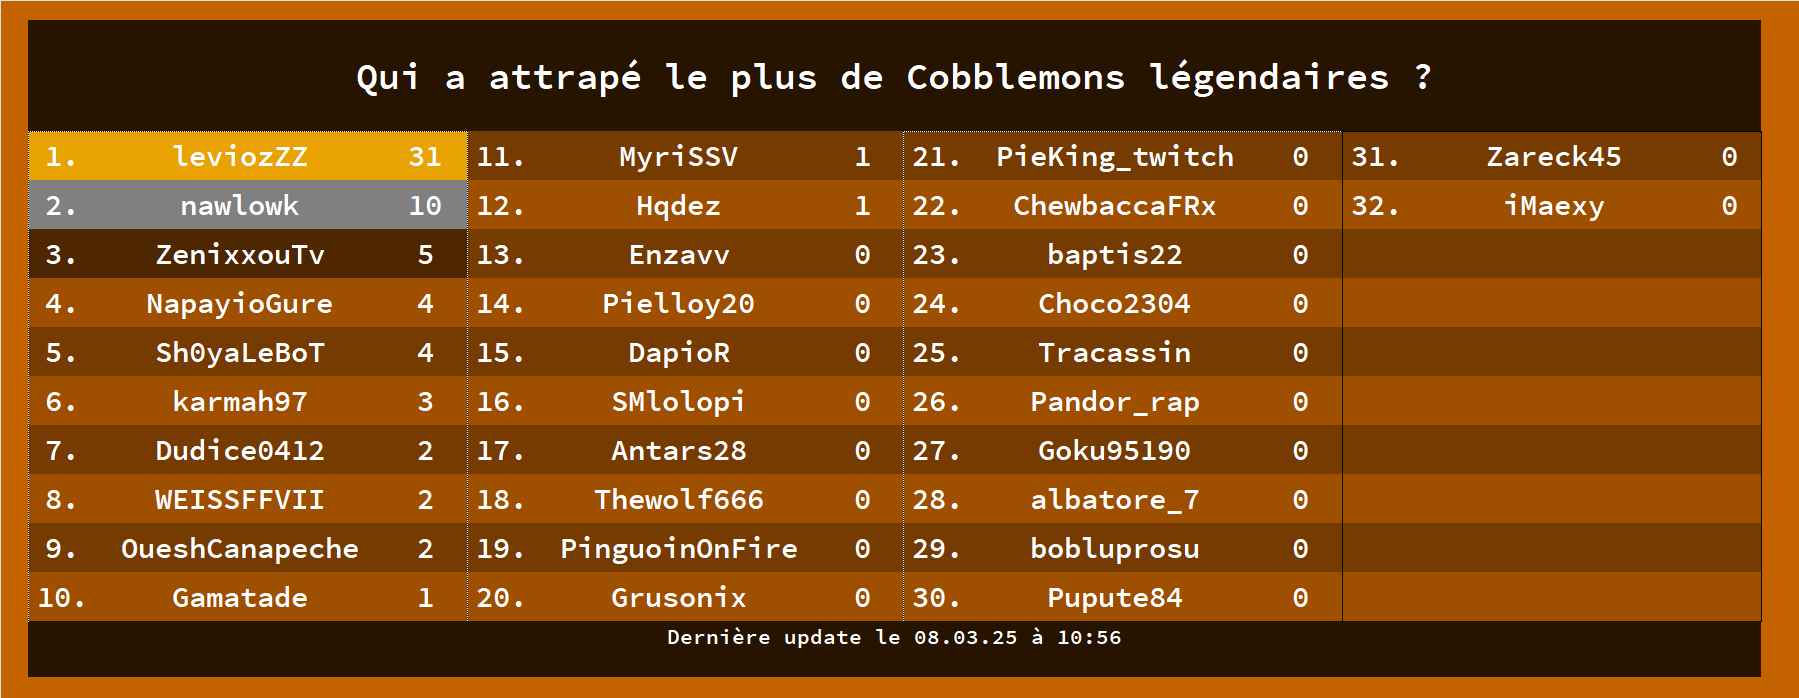 Qui a attrapé le plus de Cobblemons légendaires ?
1. leviozZZ 31
2. nawlowk 10
3. ZenixxouTv 5
4. NapayioGure 4
5. Sh0yaLeBoT 4
6. karmah97 3
7. Dudice0412 2
8. WEISSFFVII 2
9. OueshCanapeche 2
10. Gamatade 1
11. MyriSSV 1
12. Hqdez 1
13. Enzavv 0
14. Pielloy20 0
15. DapioR 0
16. SMlolopi 0
17. Antars28 0
18. Thewolf666 0
19. PinguoinOnFire 0
20. Grusonix 0
21. PieKing_twitch 0
22. ChewbaccaFRx 0
23. baptis22 0
24. Choco2304 0
25. Tracassin 0
26. Pandor_rap 0
27. Goku95190 0
28. albatore_7 0
29. bobluprosu 0
30. Pupute84 0
31. Zareck45 0
32. iMaexy 0
Dernière update le 08.03.25 à 10:56